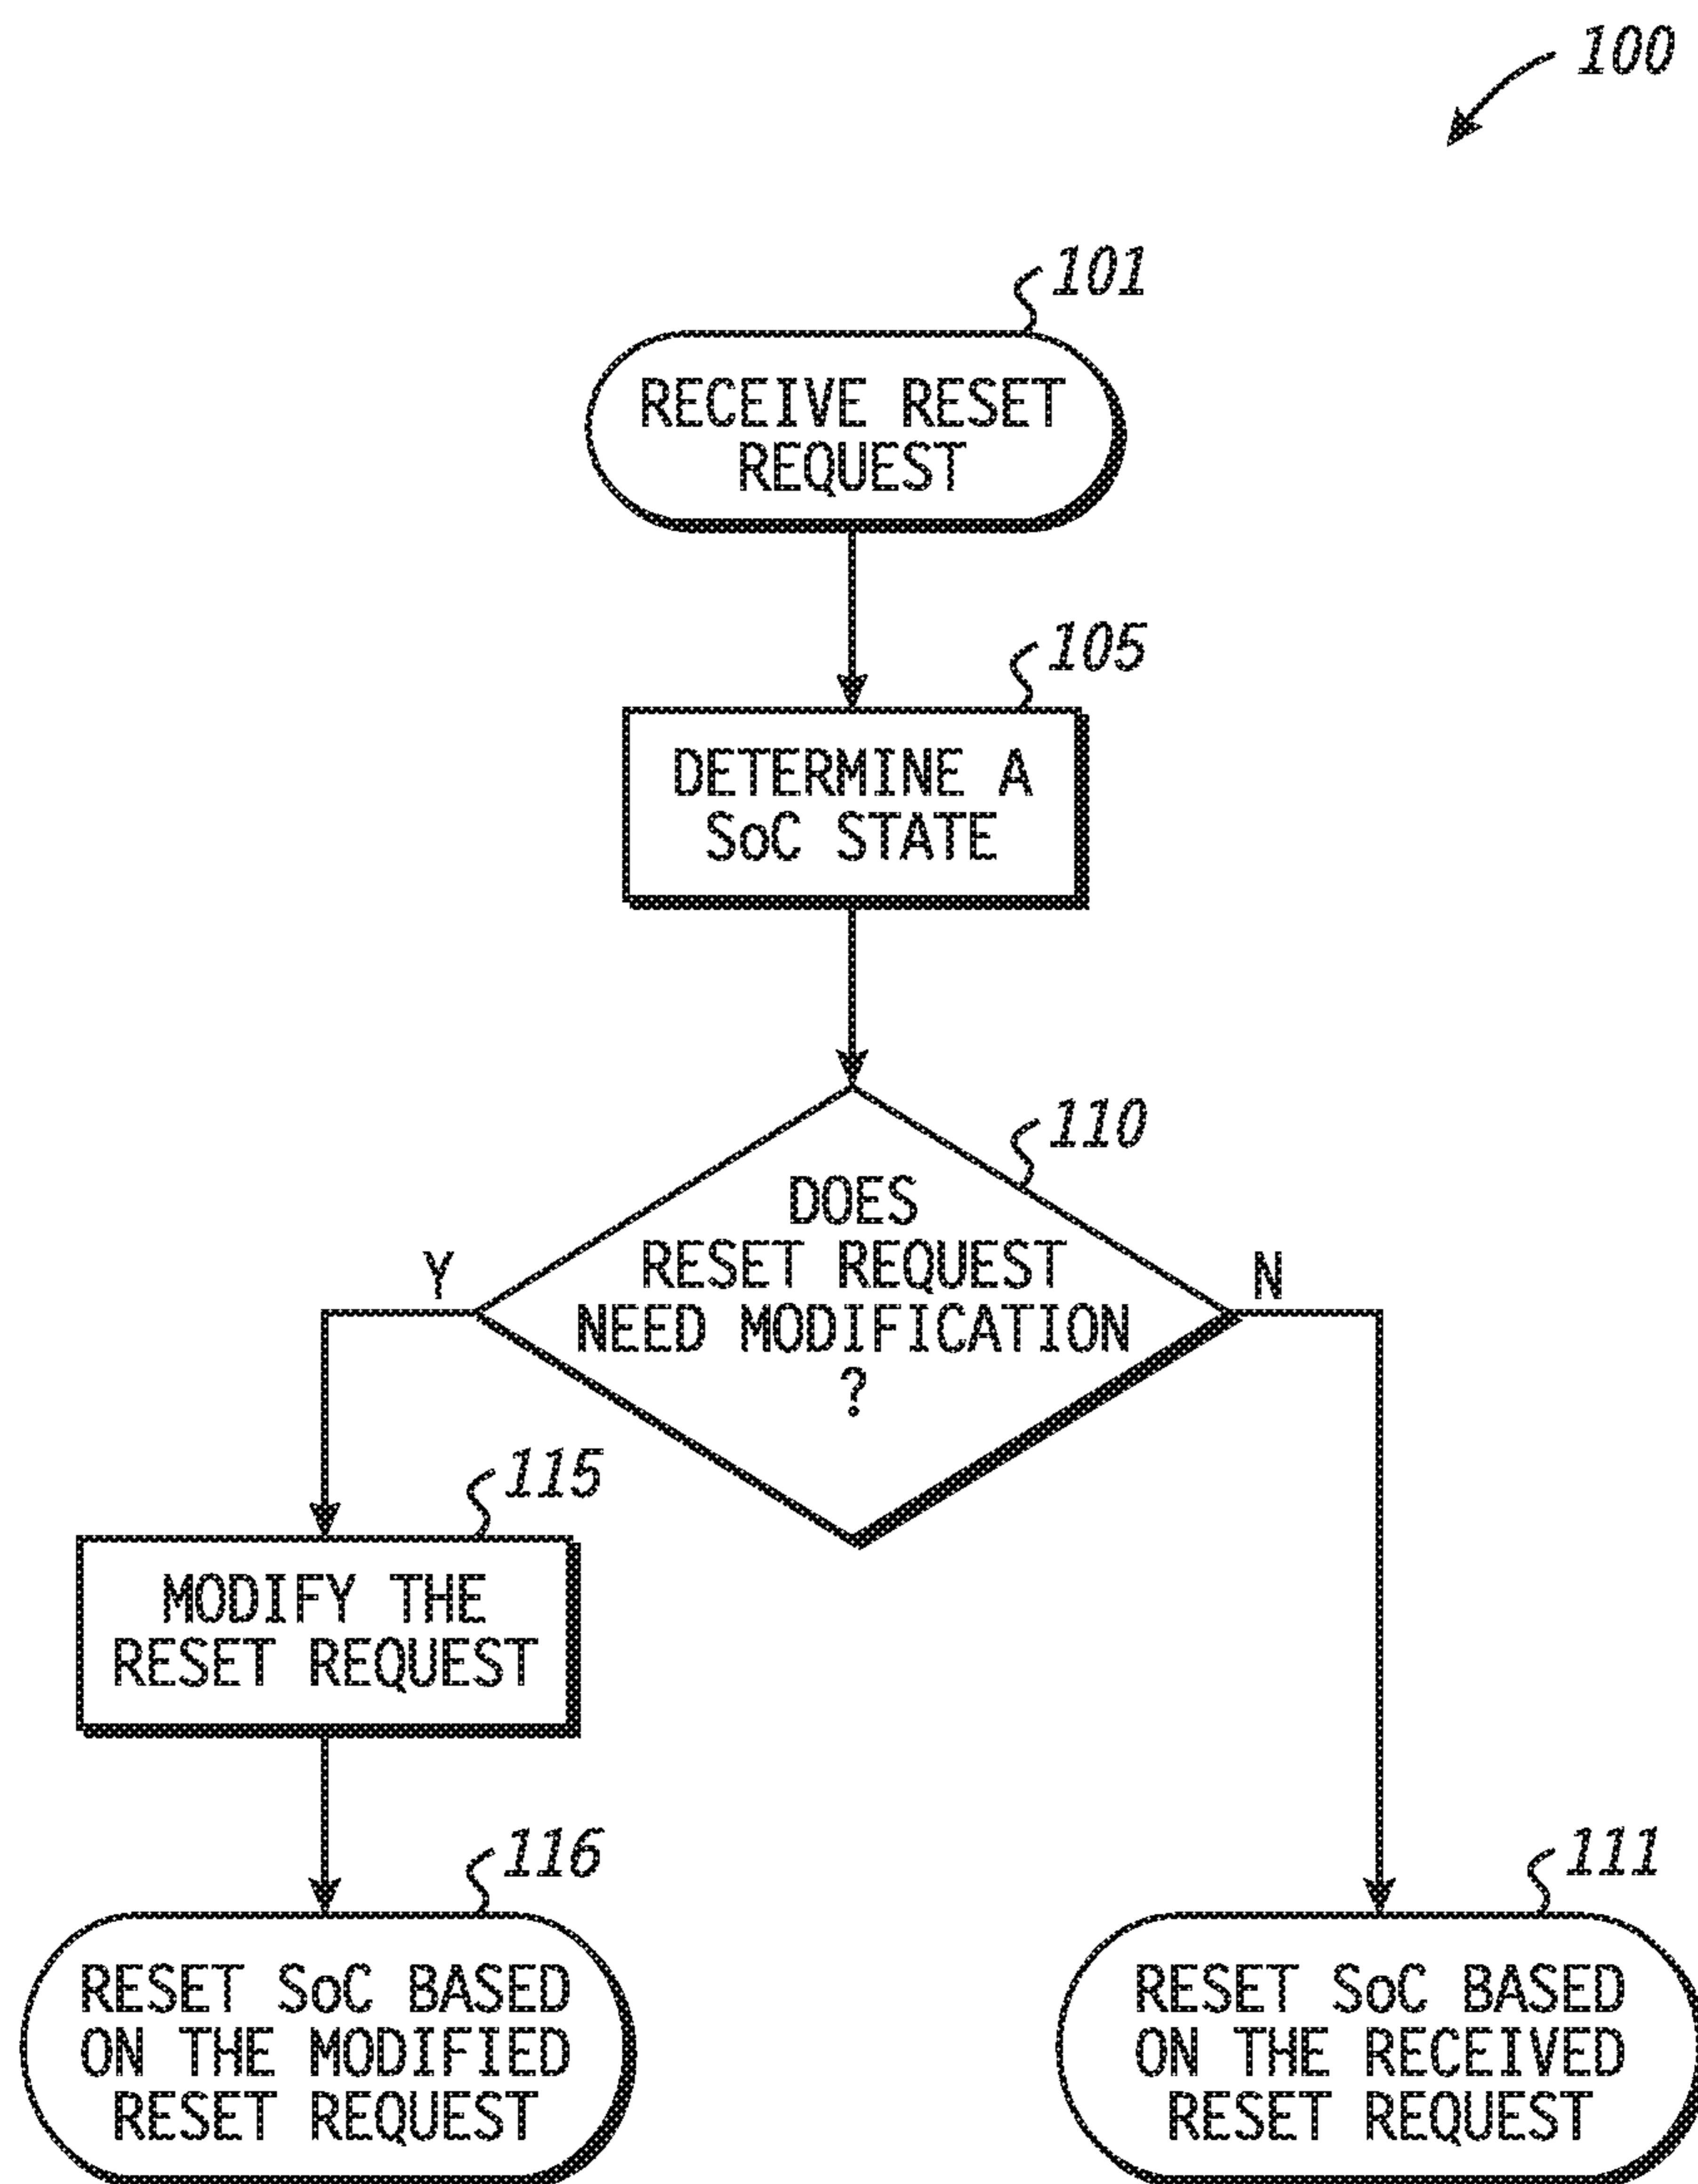 100
101
RECEIVE RESET
REQUEST
105
DETERMINE A
SoC STATE
110
DOES
RESET REQUEST
NEED MODIFICATION
?
Y
N
115
MODIFY THE
RESET REQUEST
116
RESET SoC BASED
ON THE MODIFIED
RESET REQUEST
111
RESET SoC BASED
ON THE RECEIVED
RESET REQUEST